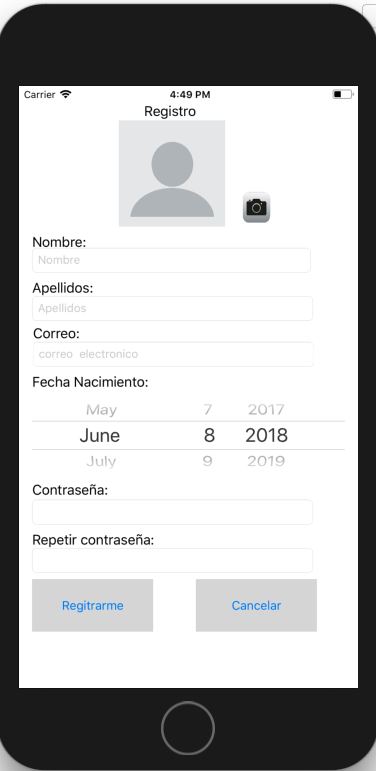 Carrier 4:49 PM
Registro
Nombre:
Nombre
Apellidos:
Apellidos
Correo:
correo electronico
Fecha Nacimiento:
May 7 2017
June 8 2018
July 9 2019
Contraseña:
Repetir contraseña:
Regitrarme Cancelar